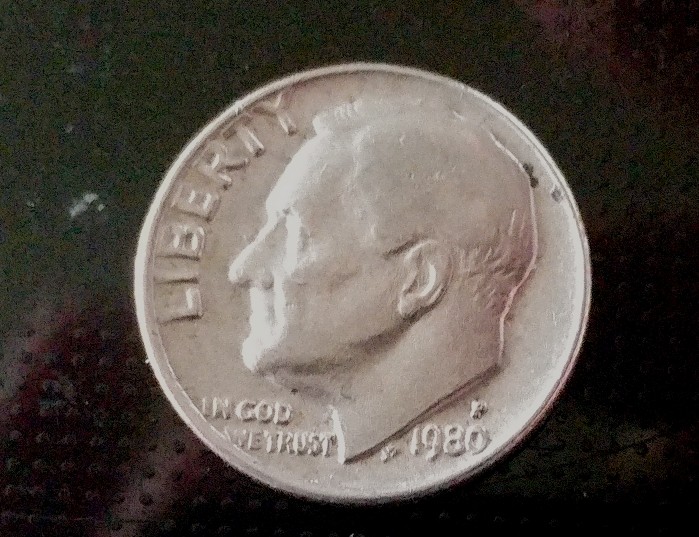 LIBERTY
IN GOD
WE TRUST
P
1980